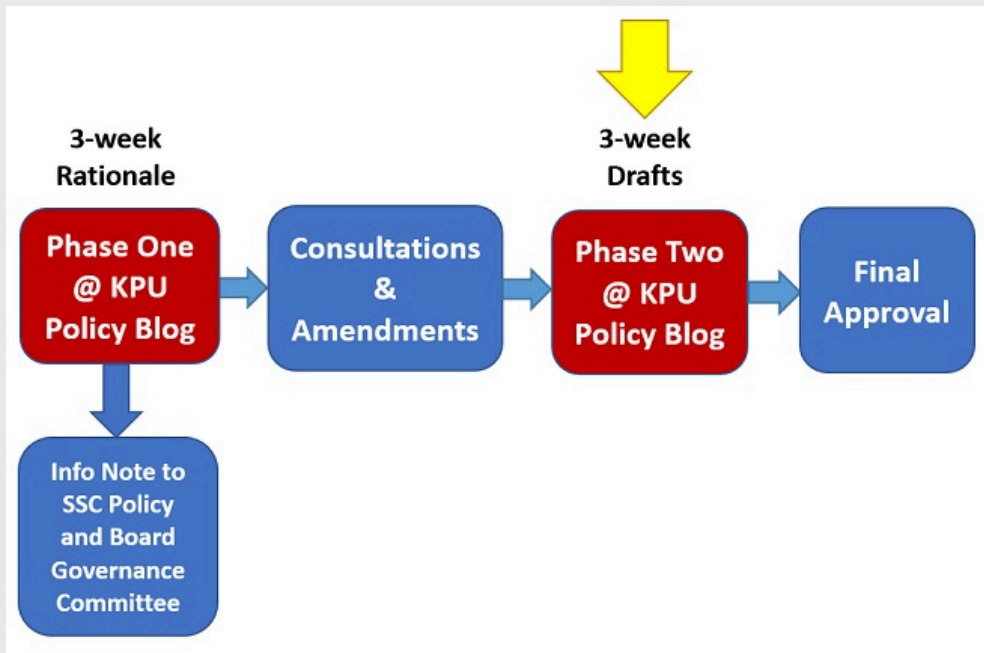 3-week
Rationale
Phase One
@ KPU
Policy Blog
Consultations
&
Amendments
3-week
Drafts
Phase Two
@ KPU
Policy Blog
Final
Approval
Info Note to
SSC Policy
and Board
Governance
Committee